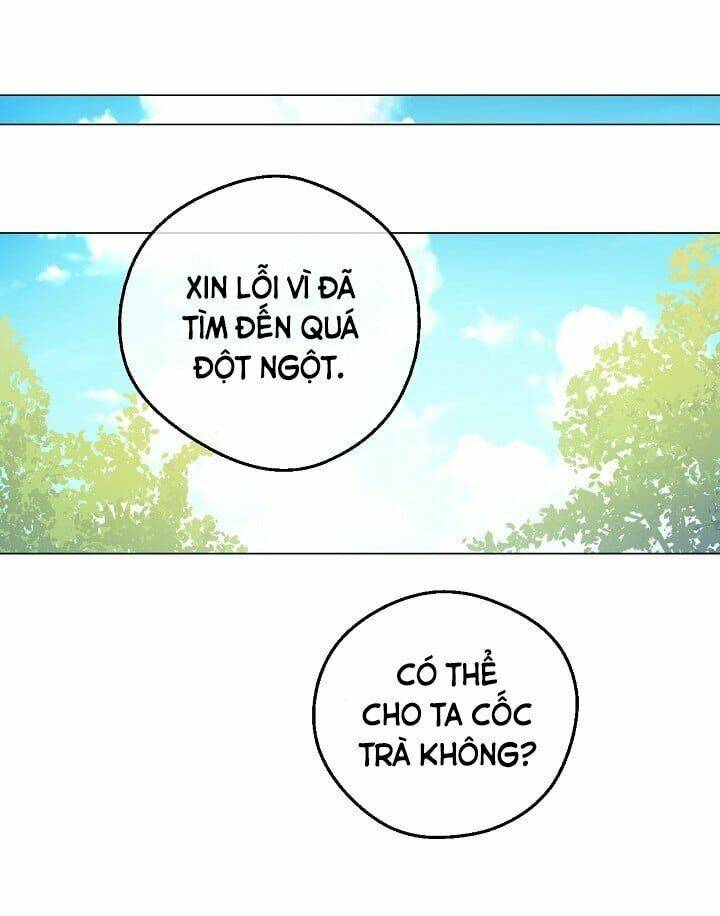 XIN LỖI VÌ ĐÃ
TÌM ĐẾN QUÁ
ĐỘT NGỘT.
CÓ THỂ
CHO TA CỐC
TRÀ KHÔNG?